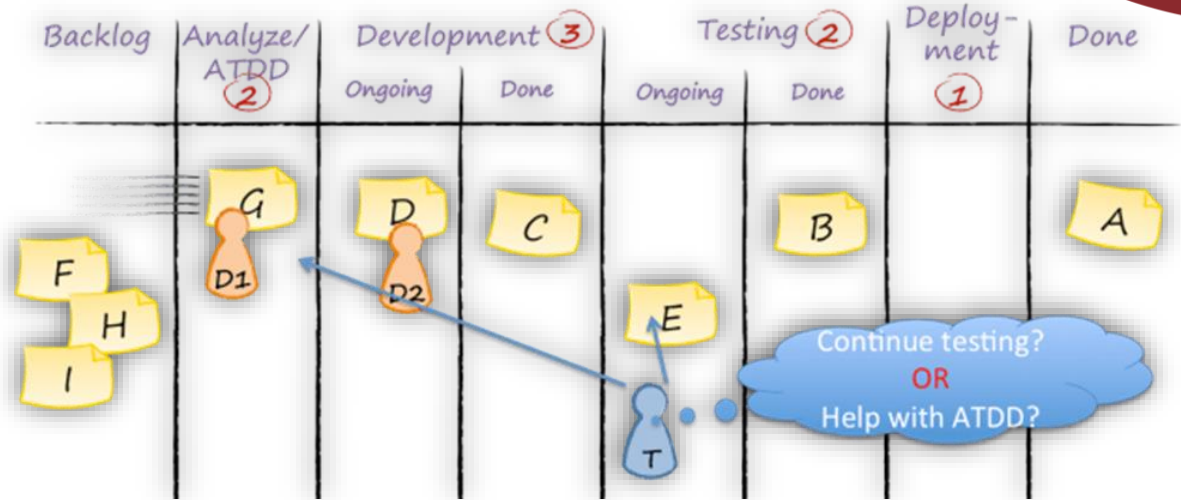 Backlog
Analyze/
ATDD
2
Development 3
Ongoing
Done
Testing 2
Ongoing
Done
Deploy-
ment
1
Done
G
D1
D
D2
C
B
A
F
H
I
E
T
Continue testing?
OR
Help with ATDD?